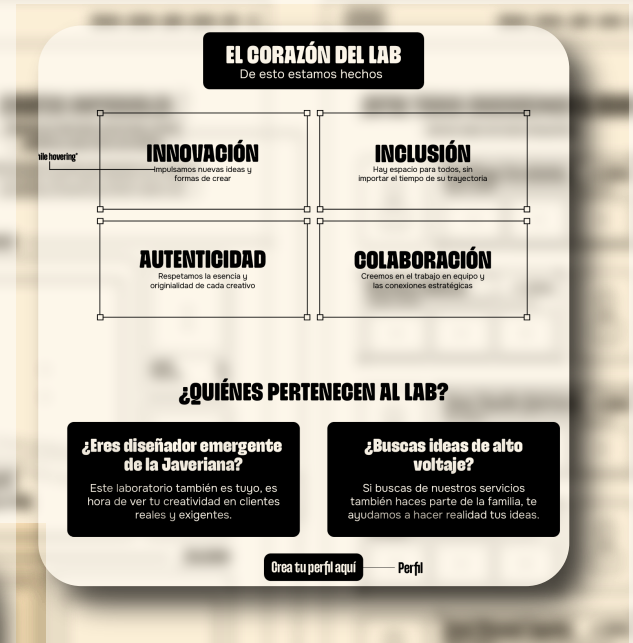 EL CORAZÓN DEL LAB
De esto estamos hechos
hile hovering"
INNOVACIÓN
Impulsamos nuevas ideas y
formas de crear
INCLUSIÓN
Hay espacio para todos, sin
importar el tiempo de su trayectoria
AUTENTICIDAD
Respetamos la esencia y
originialidad de cada creativo
COLABORACIÓN
Creemos en el trabajo en equipo y
las conexiones estratégicas
¿QUIÉNES PERTENECEN AL LAB?
¿Eres diseñador emergente
de la Javeriana?
Este laboratorio también es tuyo, es
hora de ver tu creatividad en clientes
reales y exigentes.
¿Buscas ideas de alto
voltaje?
Si buscas de nuestros servicios
también haces parte de la familia, te
ayudamos a hacer realidad tus ideas.
Crea tu perfil aquí
Perfil